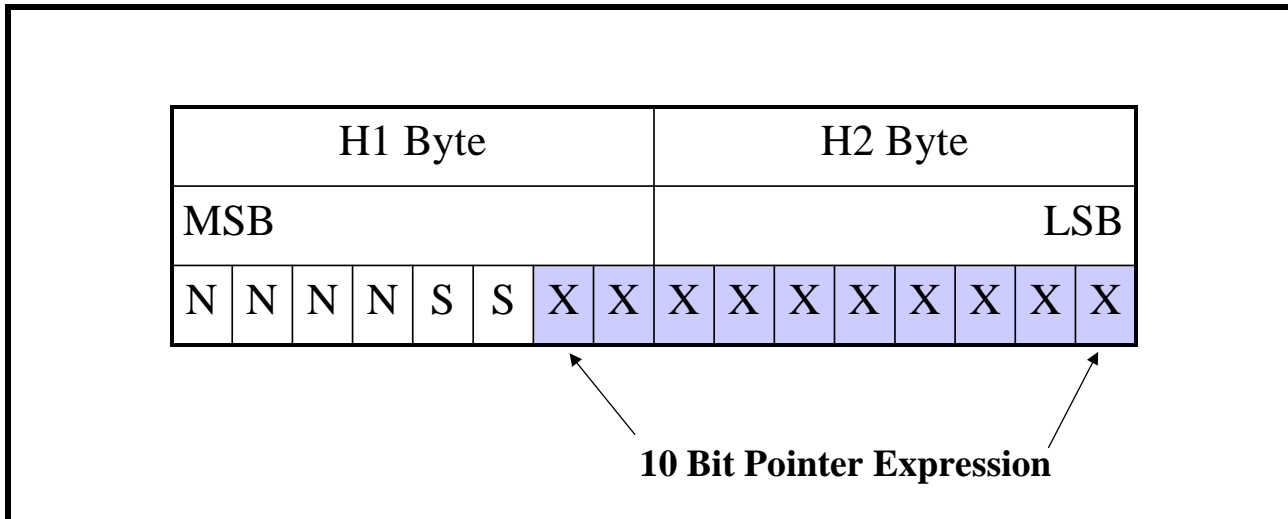 H1 Byte H2 Byte
MSB LSB
N N N N S S X X X X X X X X X X
10 Bit Pointer Expression